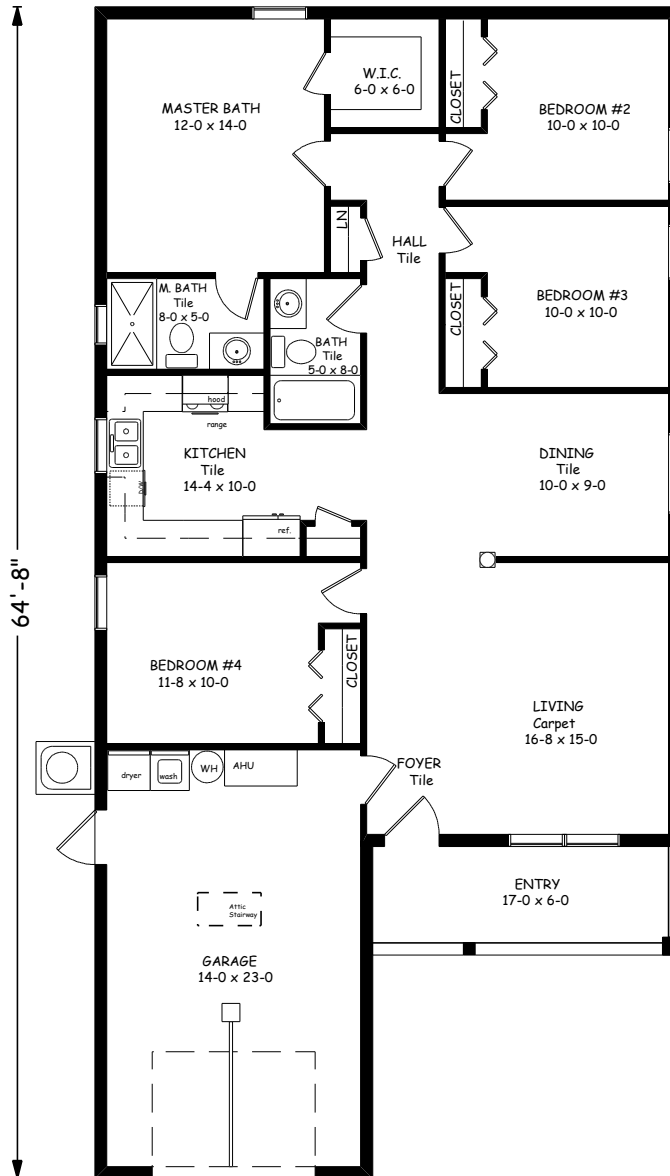 W.I.C.
6-0 x 6-0
CLOSET
MASTER BATH
12-0 x 14-0
BEDROOM #2
10-0 x 10-0
LN
HALL
Tile
M. BATH
Tile
8-0 x 5-0
CLOSET
BEDROOM #3
10-0 x 10-0
BATH
Tile
5-0 x 8-0
hood
range
KITCHEN
Tile
14-4 x 10-0
D/W
ref.
DINING
Tile
10-0 x 9-0
64'-8"
BEDROOM #4
11-8 x 10-0
CLOSET
LIVING
Carpet
16-8 x 15-0
FOYER
Tile
dryer
wash
WH
AHU
ENTRY
17-0 x 6-0
Attic
Stairway
GARAGE
14-0 x 23-0